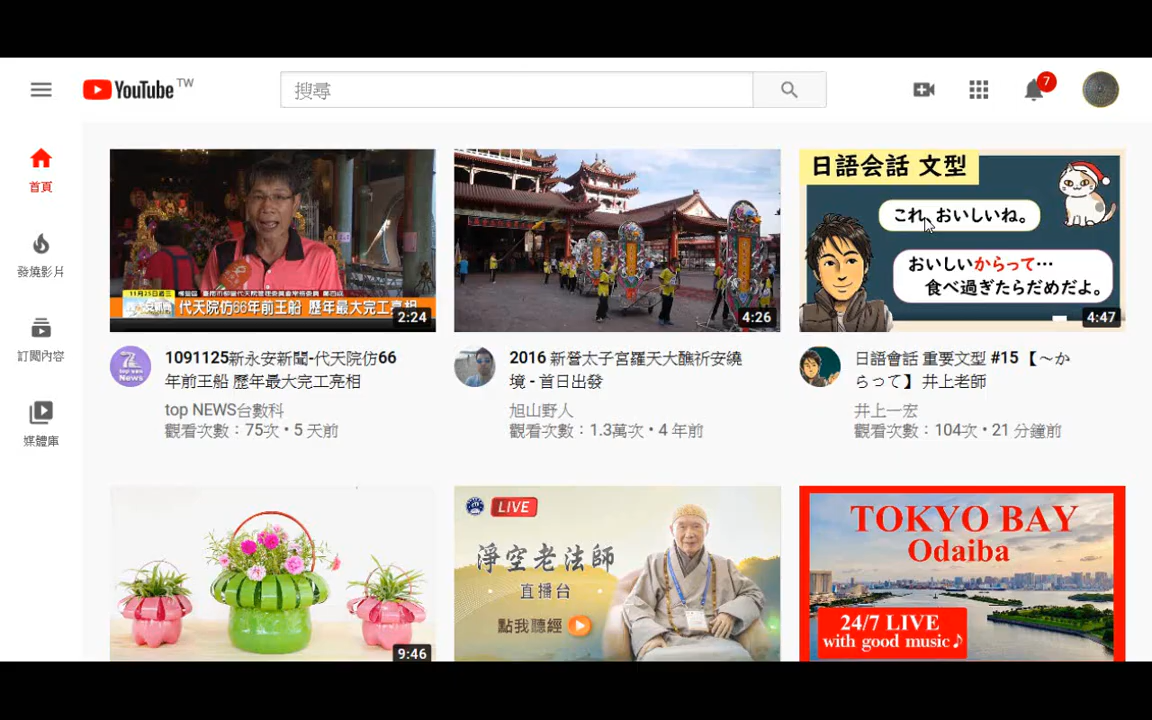 YouTube TW
搜尋
7
首頁
發燒影片
訂閱內容
媒體庫
11月25日週三
代天院仿66年前王船 歷年最大完工亮相
2:24
1091125新永安新聞-代天院仿66
年前王船 歷年最大完工亮相
top NEWS台數科
觀看次數：75次 • 5 天前
4:26
2016 新營太子宮羅天大醮祈安繞
境 - 首日出發
旭山野人
觀看次數：1.3萬次 • 4 年前
日語会話 文型
これ、おいしいね。
おいしいからって…
食べ過ぎたらだめだよ。
4:47
日語會話 重要文型 #15【～か
らって】井上老師
井上一宏
觀看次數：104次 • 21 分鐘前
9:46
LIVE
淨空老法師
直播台
點我聽經
TOKYO BAY
Odaiba
24/7 LIVE
with good music♪